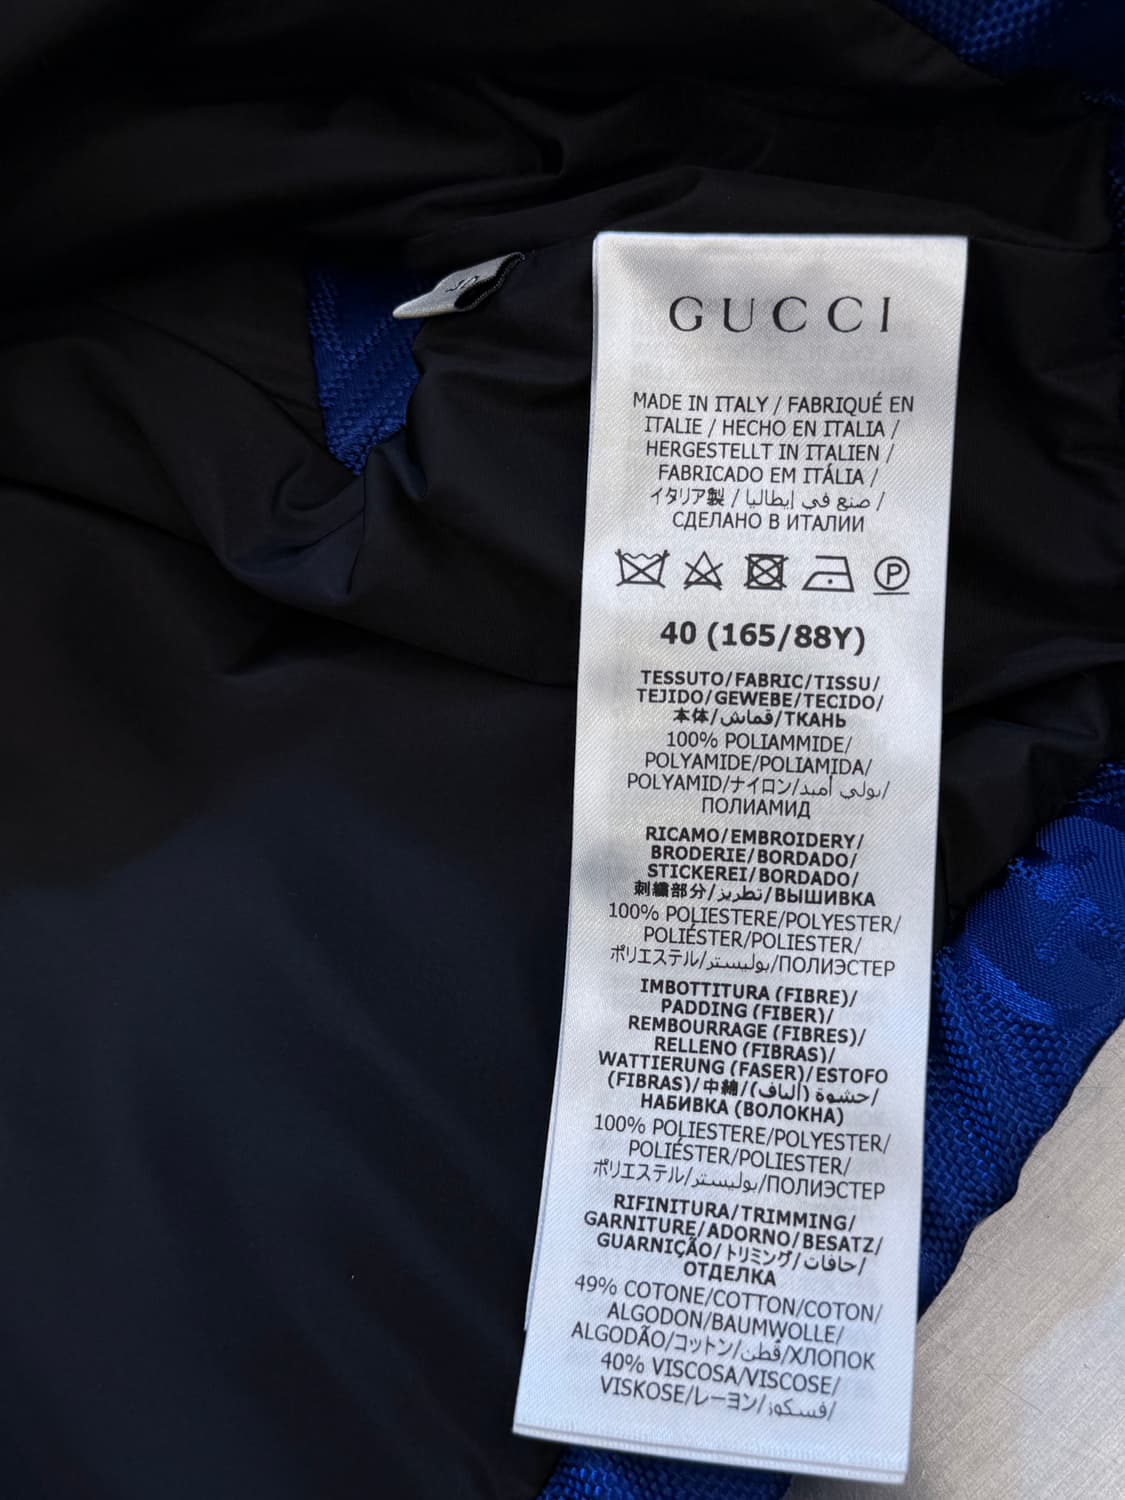 GUCCI
MADE IN ITALY / FABRIQUÉ EN
ITALIE / HECHO EN ITALIA /
HERGESTELLT IN ITALIEN /
FABRICADO EM ITÁLIA /
イタリア製 / صنع في إيطاليا /
СДЕЛАНО В ИТАЛИИ
P
40 (165/88Y)
TESSUTO/FABRIC/TISSU/
TEJIDO/GEWEBE/TECIDO/
本体/قماش/ТКАНЬ
100% POLIAMMIDE/
POLYAMIDE/POLIAMIDA/
POLYAMID/ナイロン/بولي أميد/
ПОЛИАМИД
RICAMO/EMBROIDERY/
BRODERIE/BORDADO/
STICKEREI/BORDADO/
刺繍部分/تطريز/ВЫШИВКА
100% POLIESTERE/POLYESTER/
POLIÉSTER/POLIESTER/
ポリエステル/بوليستر/ПОЛИЭСТЕР
IMBOTTITURA (FIBRE)/
PADDING (FIBER)/
REMBOURRAGE (FIBRES)/
RELLENO (FIBRAS)/
WATTIERUNG (FASER)/ESTOFO
(FIBRAS)/中綿/حشوة (ألياف)/
НАБИВКА (ВОЛОКНА)
100% POLIESTERE/POLYESTER/
POLIÉSTER/POLIESTER/
ポリエステル/بوليستر/ПОЛИЭСТЕР
RIFINITURA/TRIMMING/
GARNITURE/ADORNO/BESATZ/
GUARNIÇÃO/トリミング/حافات/
ОТДЕЛКА
49% COTONE/COTTON/COTON/
ALGODON/BAUMWOLLE/
ALGODÃO/コットン/قطن/ХЛОПОК
40% VISCOSA/VISCOSE/
VISKOSE/レーヨン/فسكوز/